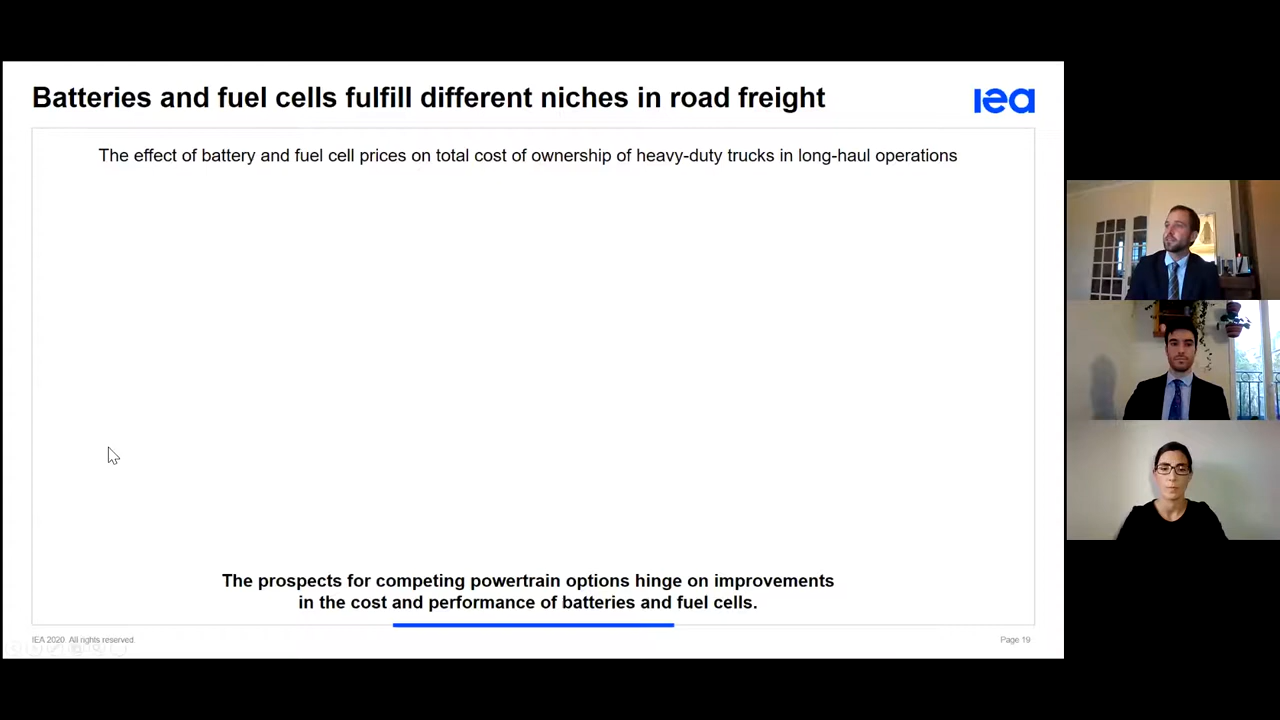 Batteries and fuel cells fulfill different niches in road freight
iea
The effect of battery and fuel cell prices on total cost of ownership of heavy-duty trucks in long-haul operations
The prospects for competing powertrain options hinge on improvements
in the cost and performance of batteries and fuel cells.
IEA 2020. All rights reserved.
Page 19